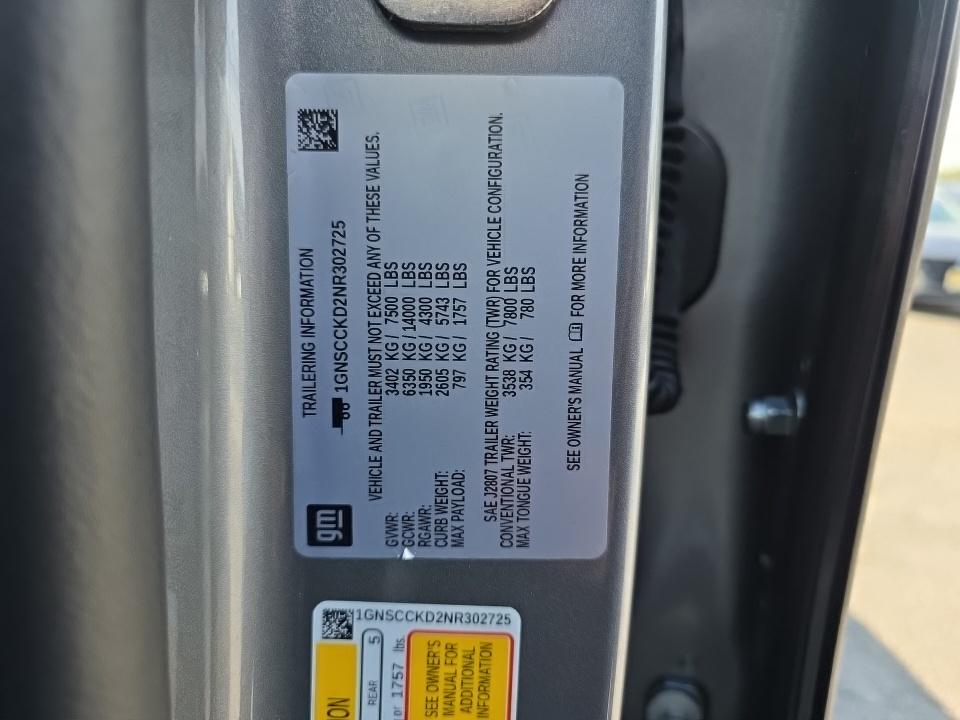 gm
TRAILERING INFORMATION
1GNSCCKD2NR302725
VEHICLE AND TRAILER MUST NOT EXCEED ANY OF THESE VALUES.
GVWR: 3402 KG / 7500 LBS
GCWR: 6350 KG / 14000 LBS
RGAWR: 1950 KG / 4300 LBS
CURB WEIGHT: 2605 KG / 5743 LBS
MAX PAYLOAD: 797 KG / 1757 LBS
SAE J2807 TRAILER WEIGHT RATING (TWR) FOR VEHICLE CONFIGURATION.
CONVENTIONAL TWR: 3538 KG / 7800 LBS
MAX TONGUE WEIGHT: 354 KG / 780 LBS
SEE OWNER'S MANUAL FOR MORE INFORMATION
1GNSCCKD2NR302725
REAR 5
or 1757 lbs.
SEE OWNER'S
MANUAL FOR
ADDITIONAL
INFORMATION